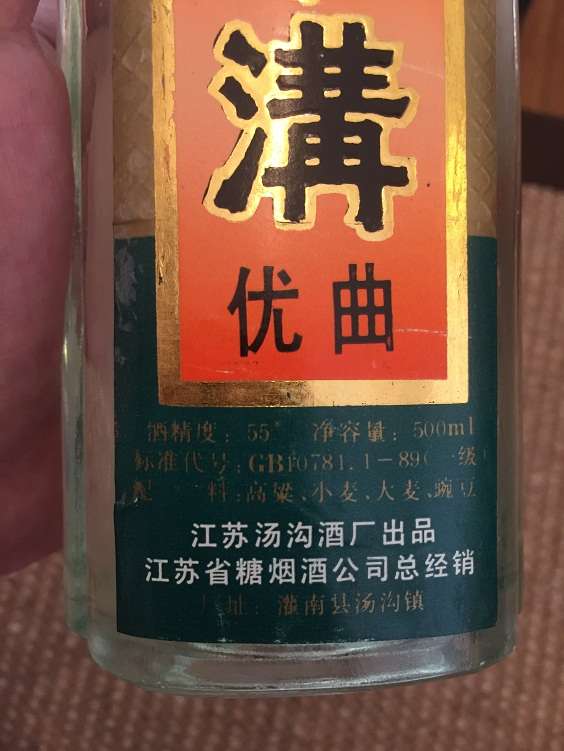 溝
优曲
酒精度：55° 净容量：500ml
标准代号：GB10781.1-89(一级)
配 料：高粱、小麦、大麦、豌豆
江苏汤沟酒厂出品
江苏省糖烟酒公司总经销
厂址：灌南县汤沟镇